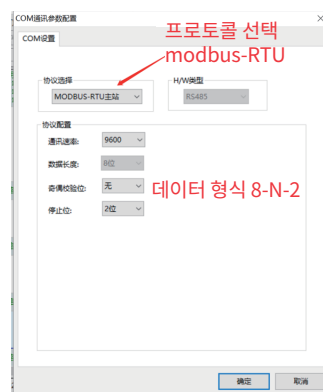 COM通讯参数配置
COM设置
프로토콜 선택
modbus-RTU
协议选择
H/W类型
MODBUS-RTU主站
RS485
协议配置
通讯速率:
9600
数据长度:
8位
奇偶校验位:
无
데이터 형식 8-N-2
停止位:
2位
确定
取消